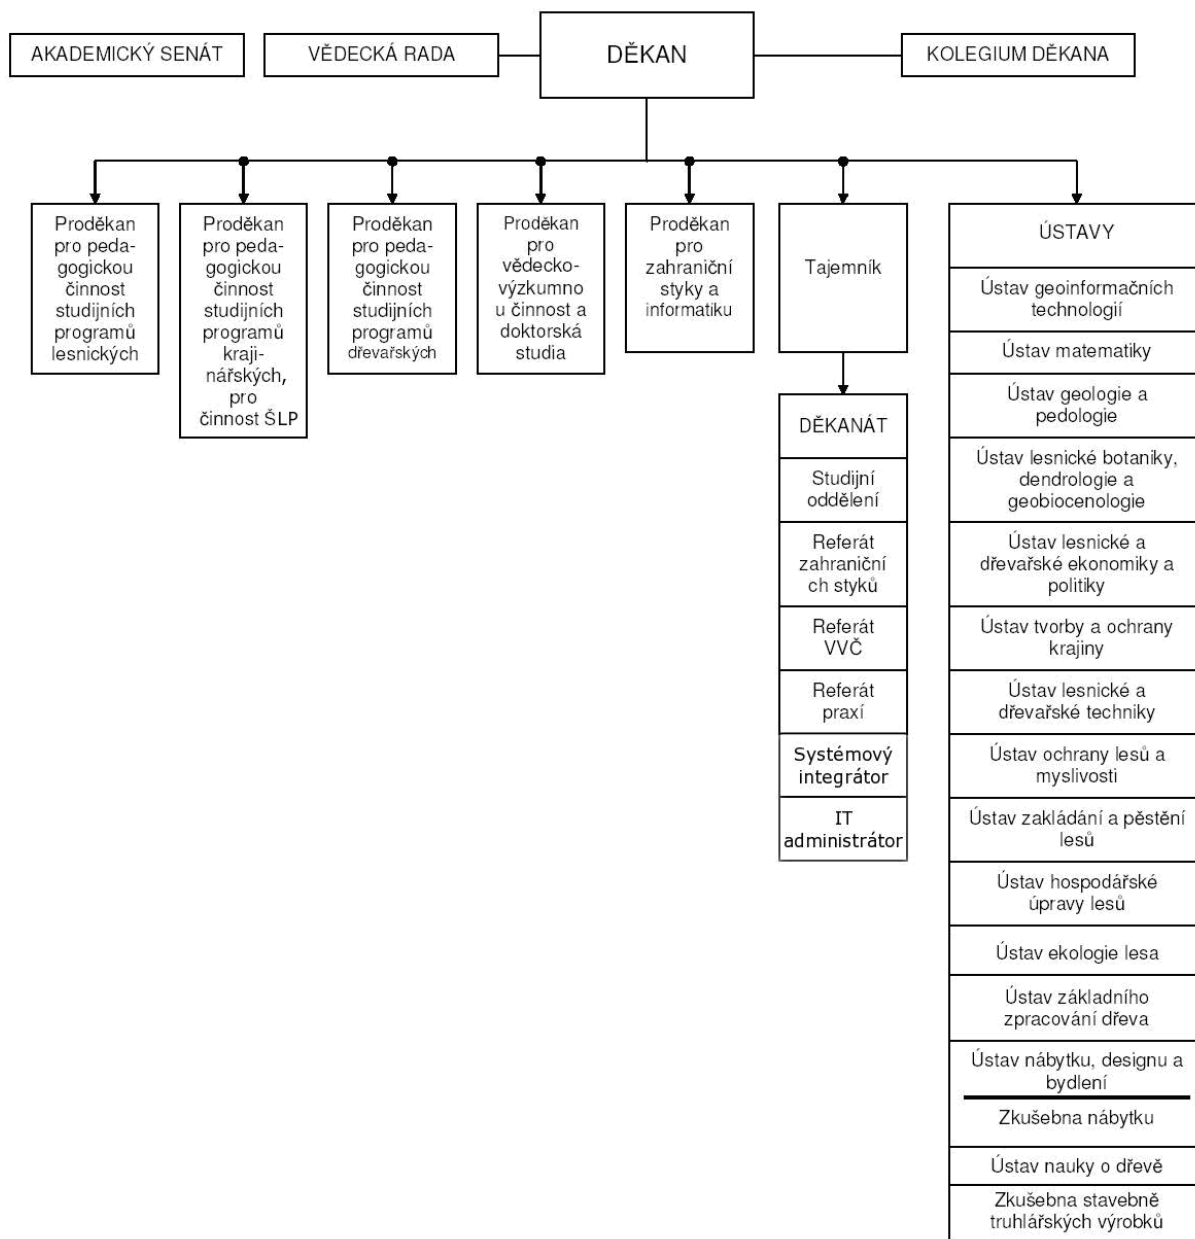 AKADEMICKÝ SENÁT
VĚDECKÁ RADA
DĚKAN
KOLEGIUM DĚKANA
Proděkan
pro peda-
gogickou
činnost
studijních
programů
lesnických
Proděkan
pro peda-
gogickou
činnost
studijních
programů
kraji-
nářských,
pro
činnost ŠLP
Proděkan
pro peda-
gogickou
činnost
studijních
programů
dřevařských
Proděkan
pro
vědecko-
výzkumno
u činnost a
doktorská
studia
Proděkan
pro
zahraniční
styky a
informatiku
Tajemník
DĚKANÁT
Studijní
oddělení
Referát
zahraniční
ch styků
Referát
VVČ
Referát
praxí
Systémový
integrátor
IT
administrátor
ÚSTAVY
Ústav geoinformačních
technologií
Ústav matematiky
Ústav geologie a
pedologie
Ústav lesnické botaniky,
dendrologie a
geobiocenologie
Ústav lesnické a
dřevařské ekonomiky a
politiky
Ústav tvorby a ochrany
krajiny
Ústav lesnické a
dřevařské techniky
Ústav ochrany lesů a
myslivosti
Ústav zakládání a pěstění
lesů
Ústav hospodářské
úpravy lesů
Ústav ekologie lesa
Ústav základního
zpracování dřeva
Ústav nábytku, designu a
bydlení
Zkušebna nábytku
Ústav nauky o dřevě
Zkušebna stavebně
truhlářských výrobků